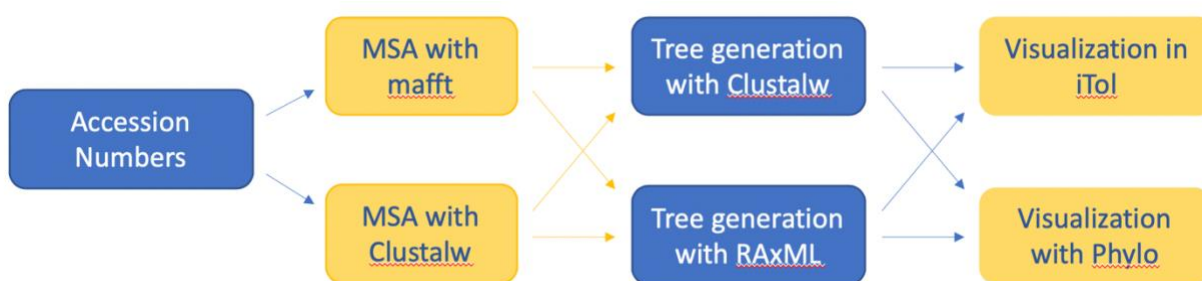 Accession
Numbers
MSA with
mafft
MSA with
Clustalw
Tree generation
with Clustalw
Tree generation
with RAxML
Visualization in
iTol
Visualization
with Phylo